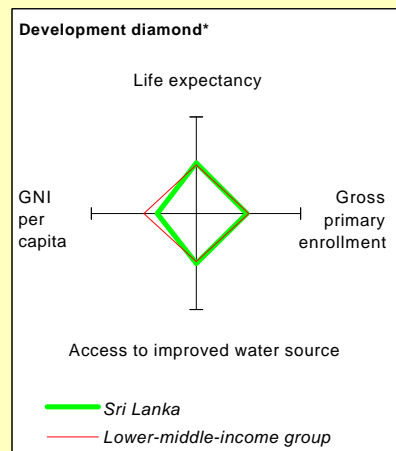 Development diamond*
Life expectancy
GNI
per
capita
Gross
primary
enrollment
Access to improved water source
Sri Lanka
Lower-middle-income group